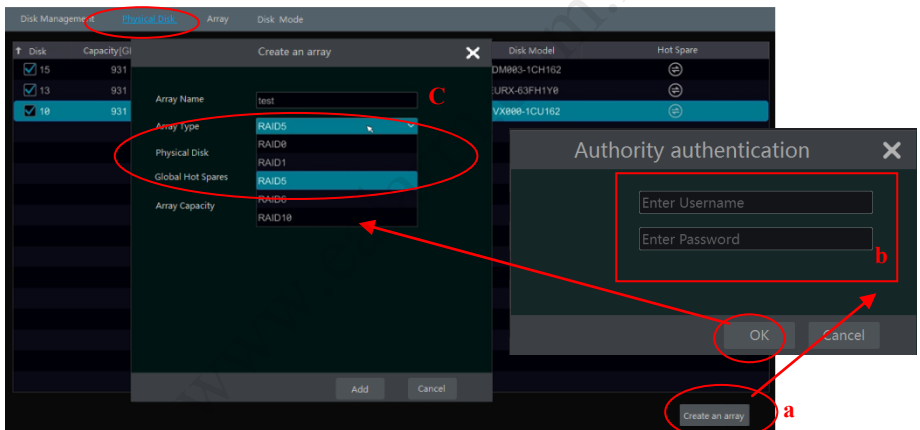 Disk Management Physical Disk Array Disk Mode
Disk Capacity[GB Create an array Disk Model Hot Spare
15 931 DM003-1CH162
13 931 EURX-63FH1Y0
10 931 VX000-1CU162
Array Name test C
Array Type RAID5
Physical Disk RAID0
RAID1
Global Hot Spares RAID5
RAID6
Array Capacity RAID10
Authority authentication
Enter Username
Enter Password
b
OK Cancel
Add Cancel
Create an array a